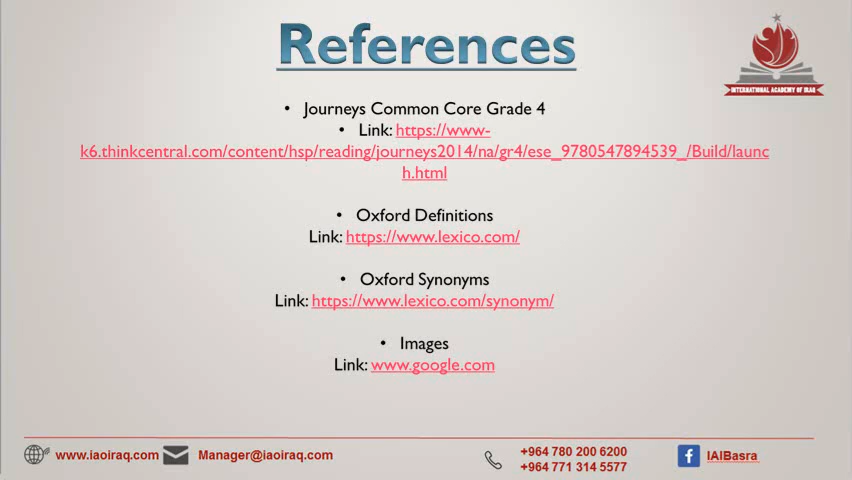 References
INTERNATIONAL ACADEMY OF IRAQ
• Journeys Common Core Grade 4
• Link: https://www-
k6.thinkcentral.com/content/hsp/reading/journeys2014/na/gr4/ese_9780547894539_/Build/launc
h.html
• Oxford Definitions
Link: https://www.lexico.com/
• Oxford Synonyms
Link: https://www.lexico.com/synonym/
• Images
Link: www.google.com
www.iaoiraq.com Manager@iaoiraq.com +964 780 200 6200 IAIBasra
+964 771 314 5577